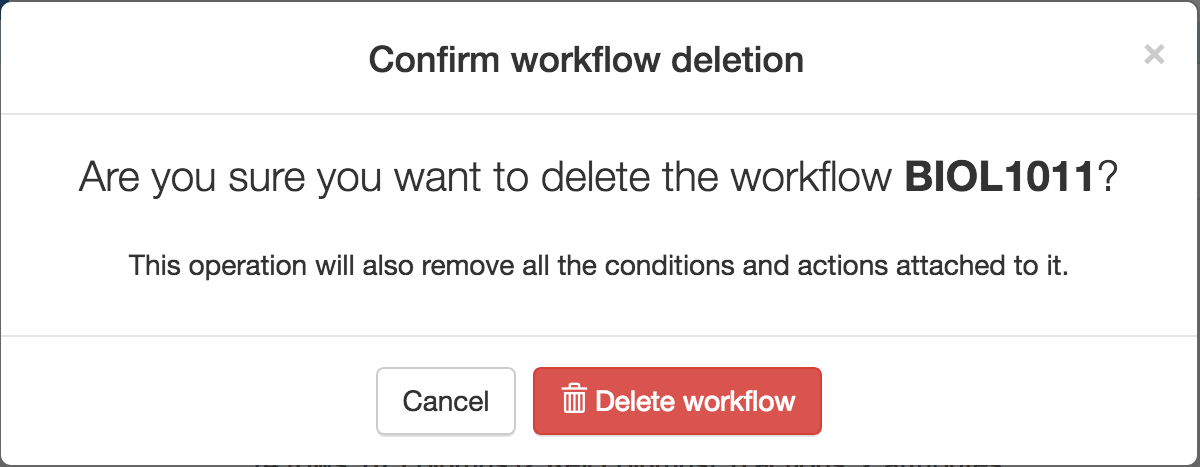 Confirm workflow deletion
×
Are you sure you want to delete the workflow BIOL1011?
This operation will also remove all the conditions and actions attached to it.
Cancel
Delete workflow